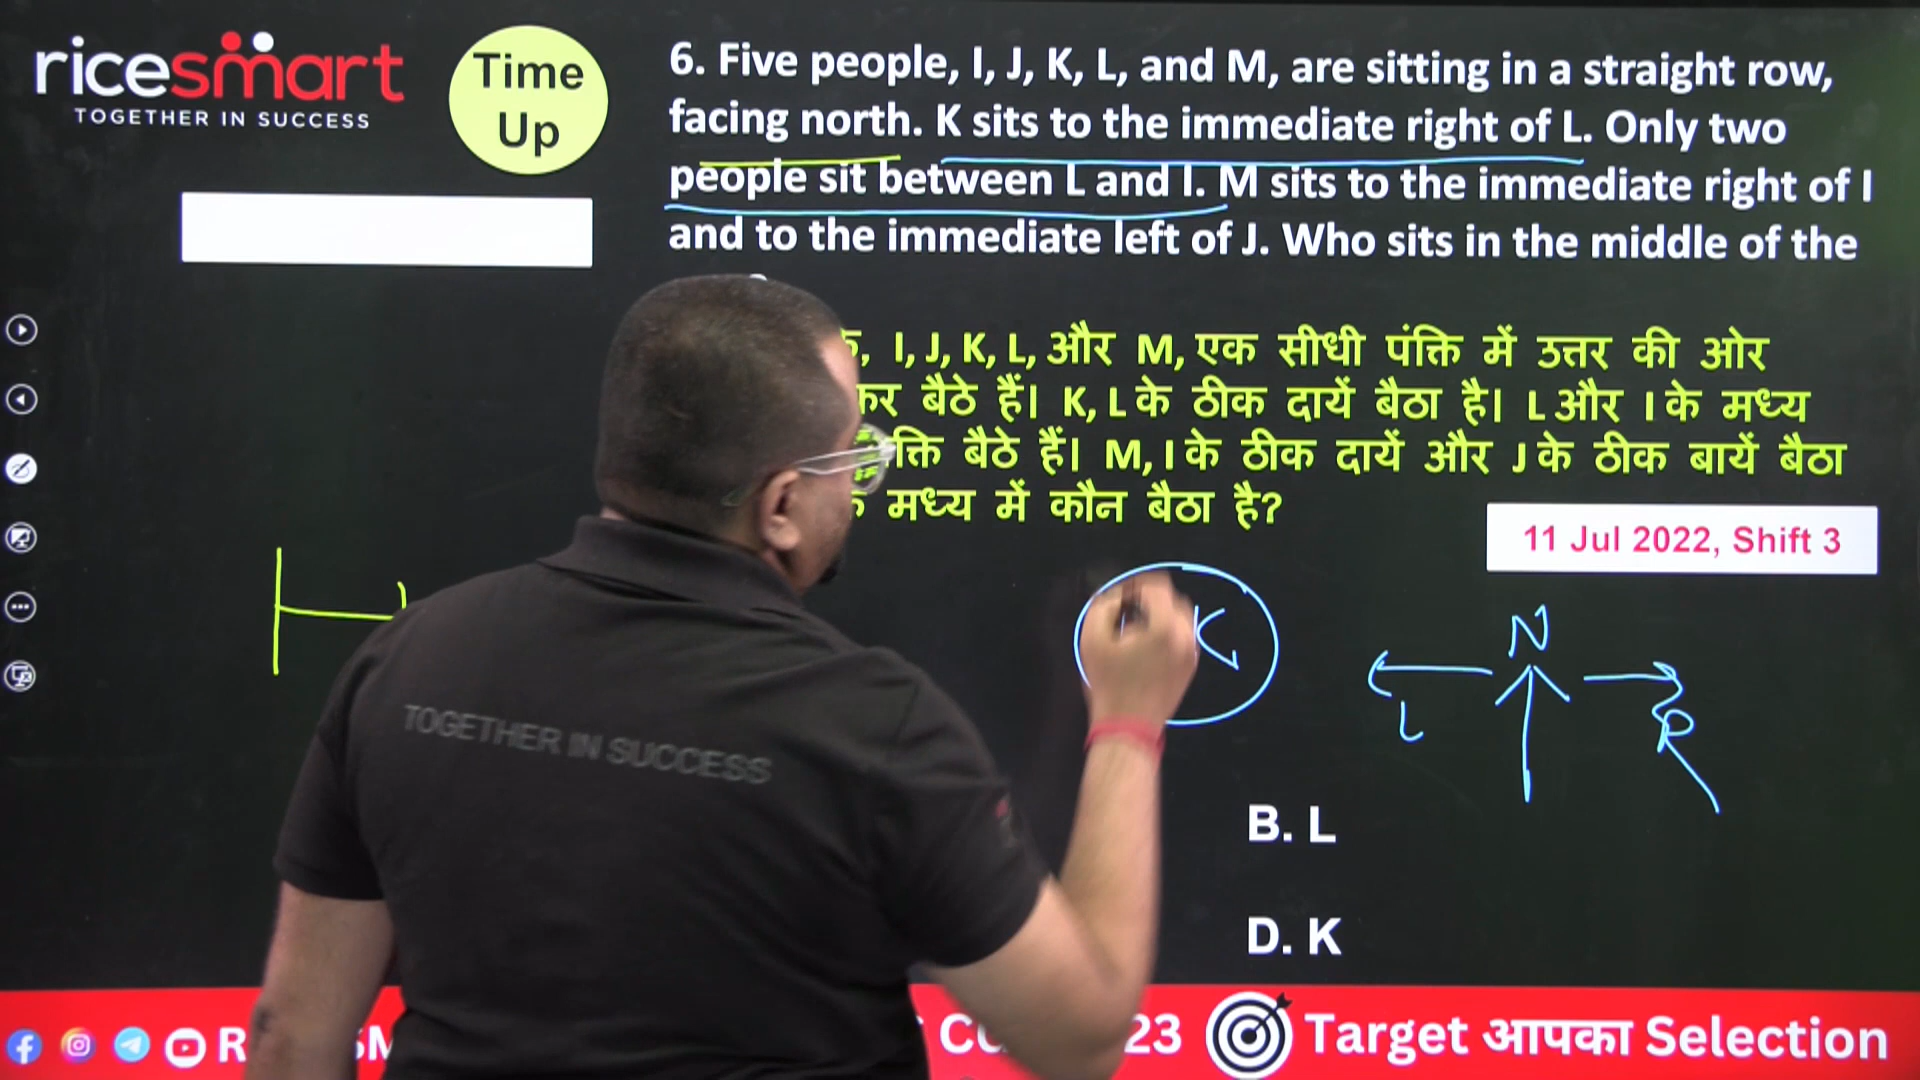 ricesmart
TOGETHER IN SUCCESS
Time
Up
6. Five people, I, J, K, L, and M, are sitting in a straight row,
facing north. K sits to the immediate right of L. Only two
people sit between L and I. M sits to the immediate right of I
and to the immediate left of J. Who sits in the middle of the
, I, J, K, L, और M, एक सीधी पंक्ति में उत्तर की ओर
कर बैठे हैं। K, L के ठीक दायें बैठा है। L और I के मध्य
बैठे हैं। M, I के ठीक दायें और J के ठीक बायें बैठा
मध्य में कौन बैठा है?
11 Jul 2022, Shift 3
K
N
L
R
TOGETHER IN SUCCESS
B. L
D. K
23
Target आपका Selection